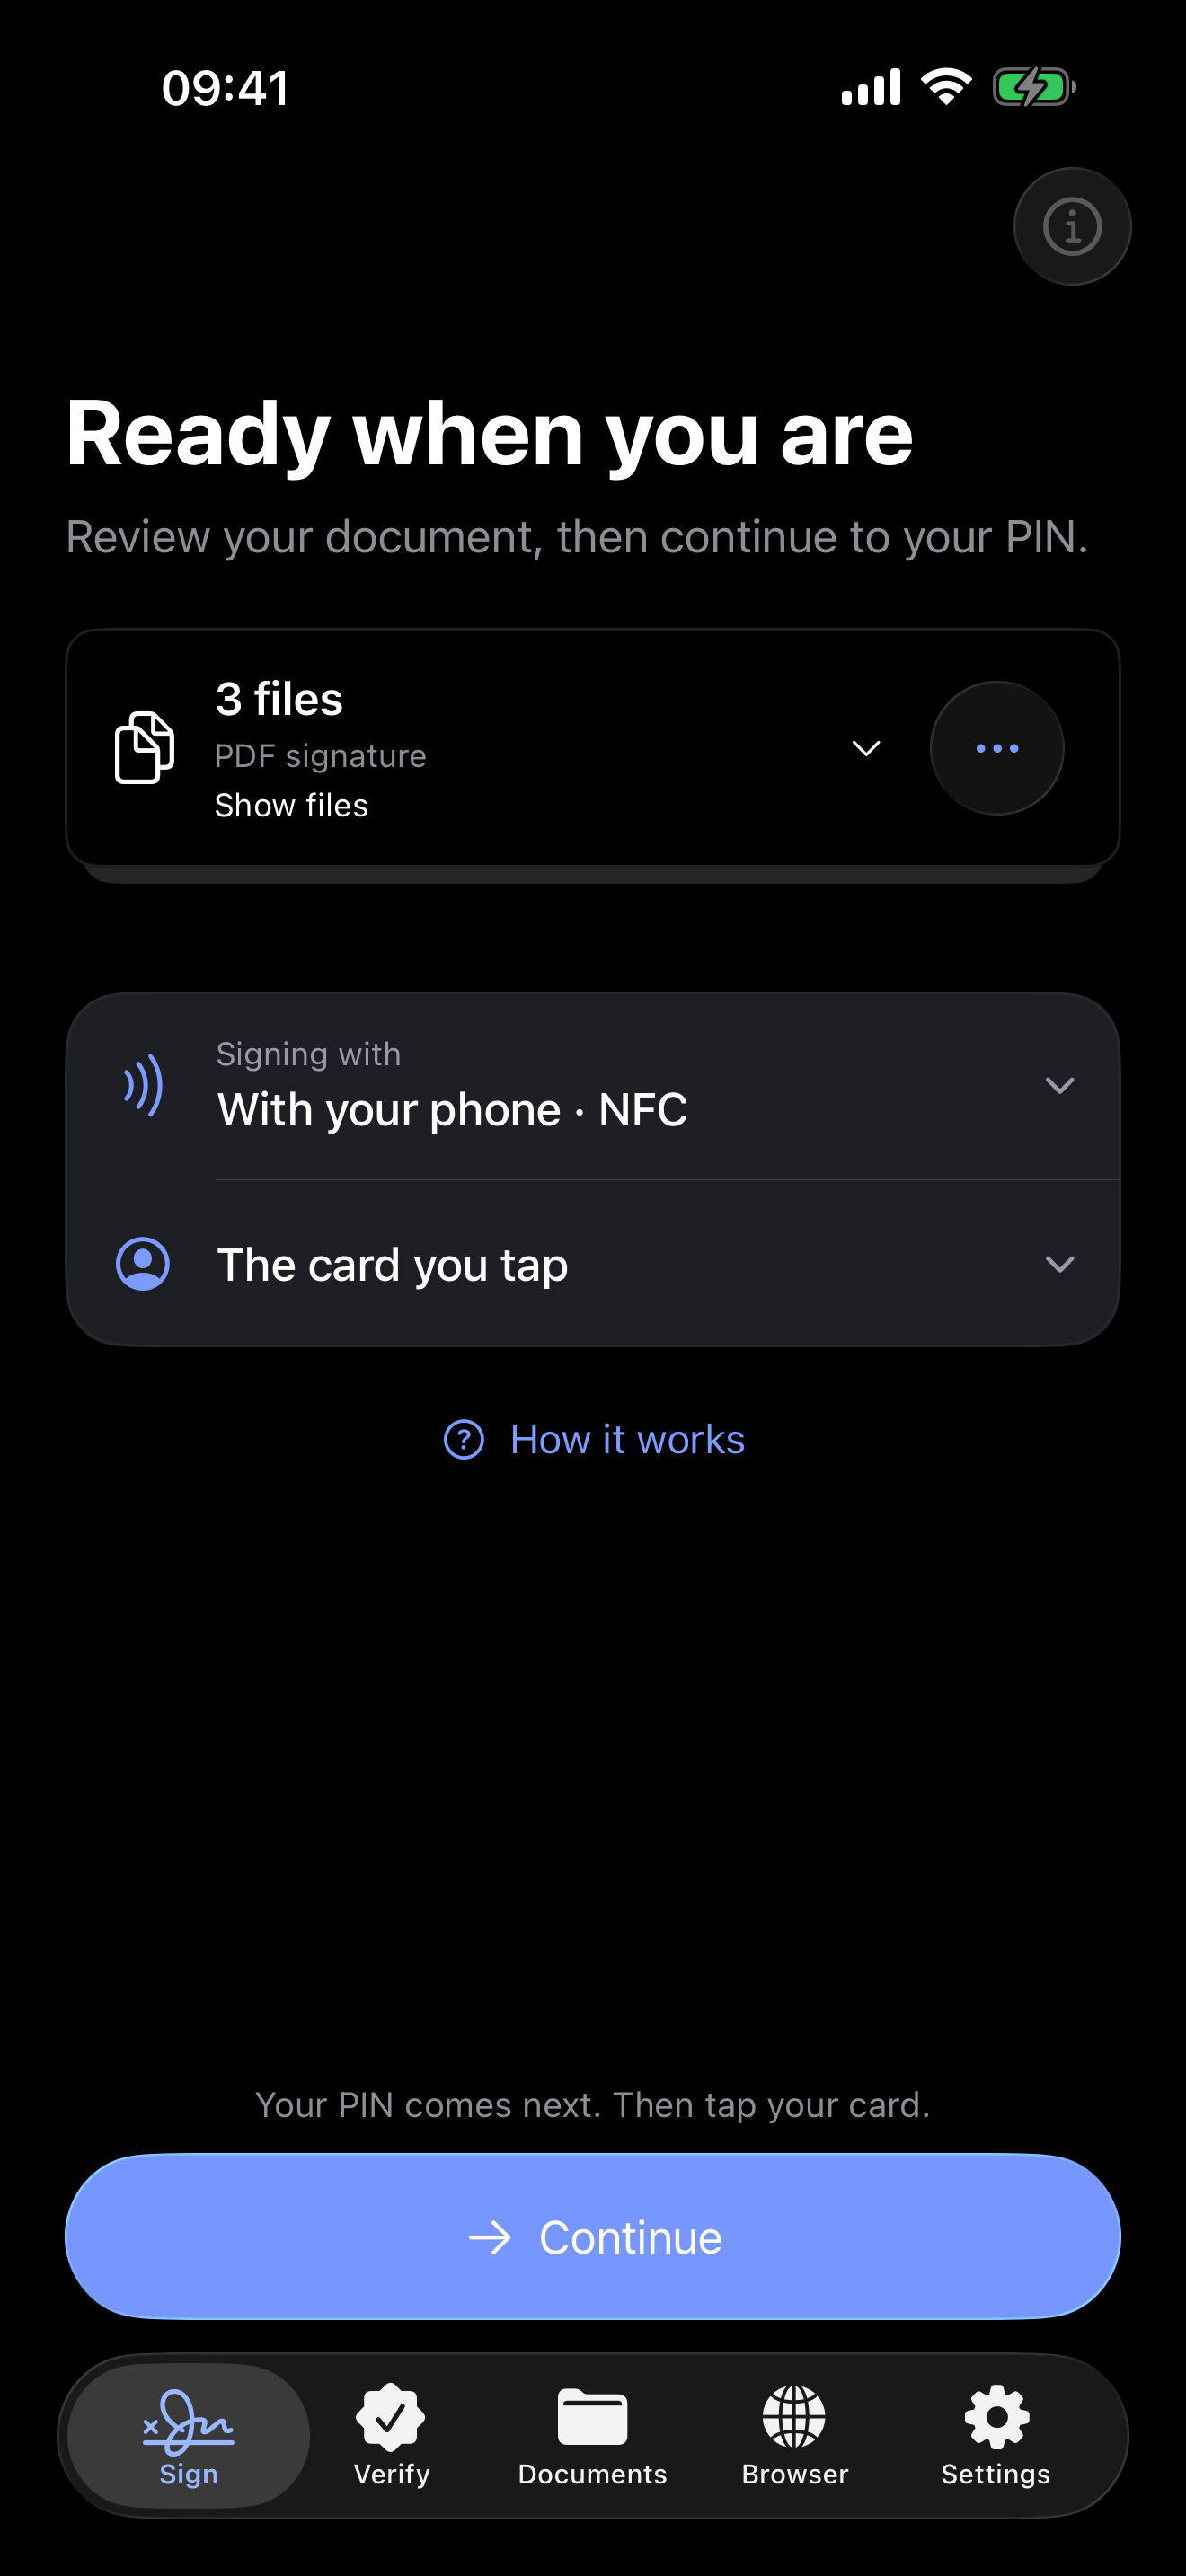 09:41
Ready when you are
Review your document, then continue to your PIN.
3 files
PDF signature
Show files
Signing with
With your phone · NFC
The card you tap
How it works
Your PIN comes next. Then tap your card.
Continue
Sign
Verify
Documents
Browser
Settings